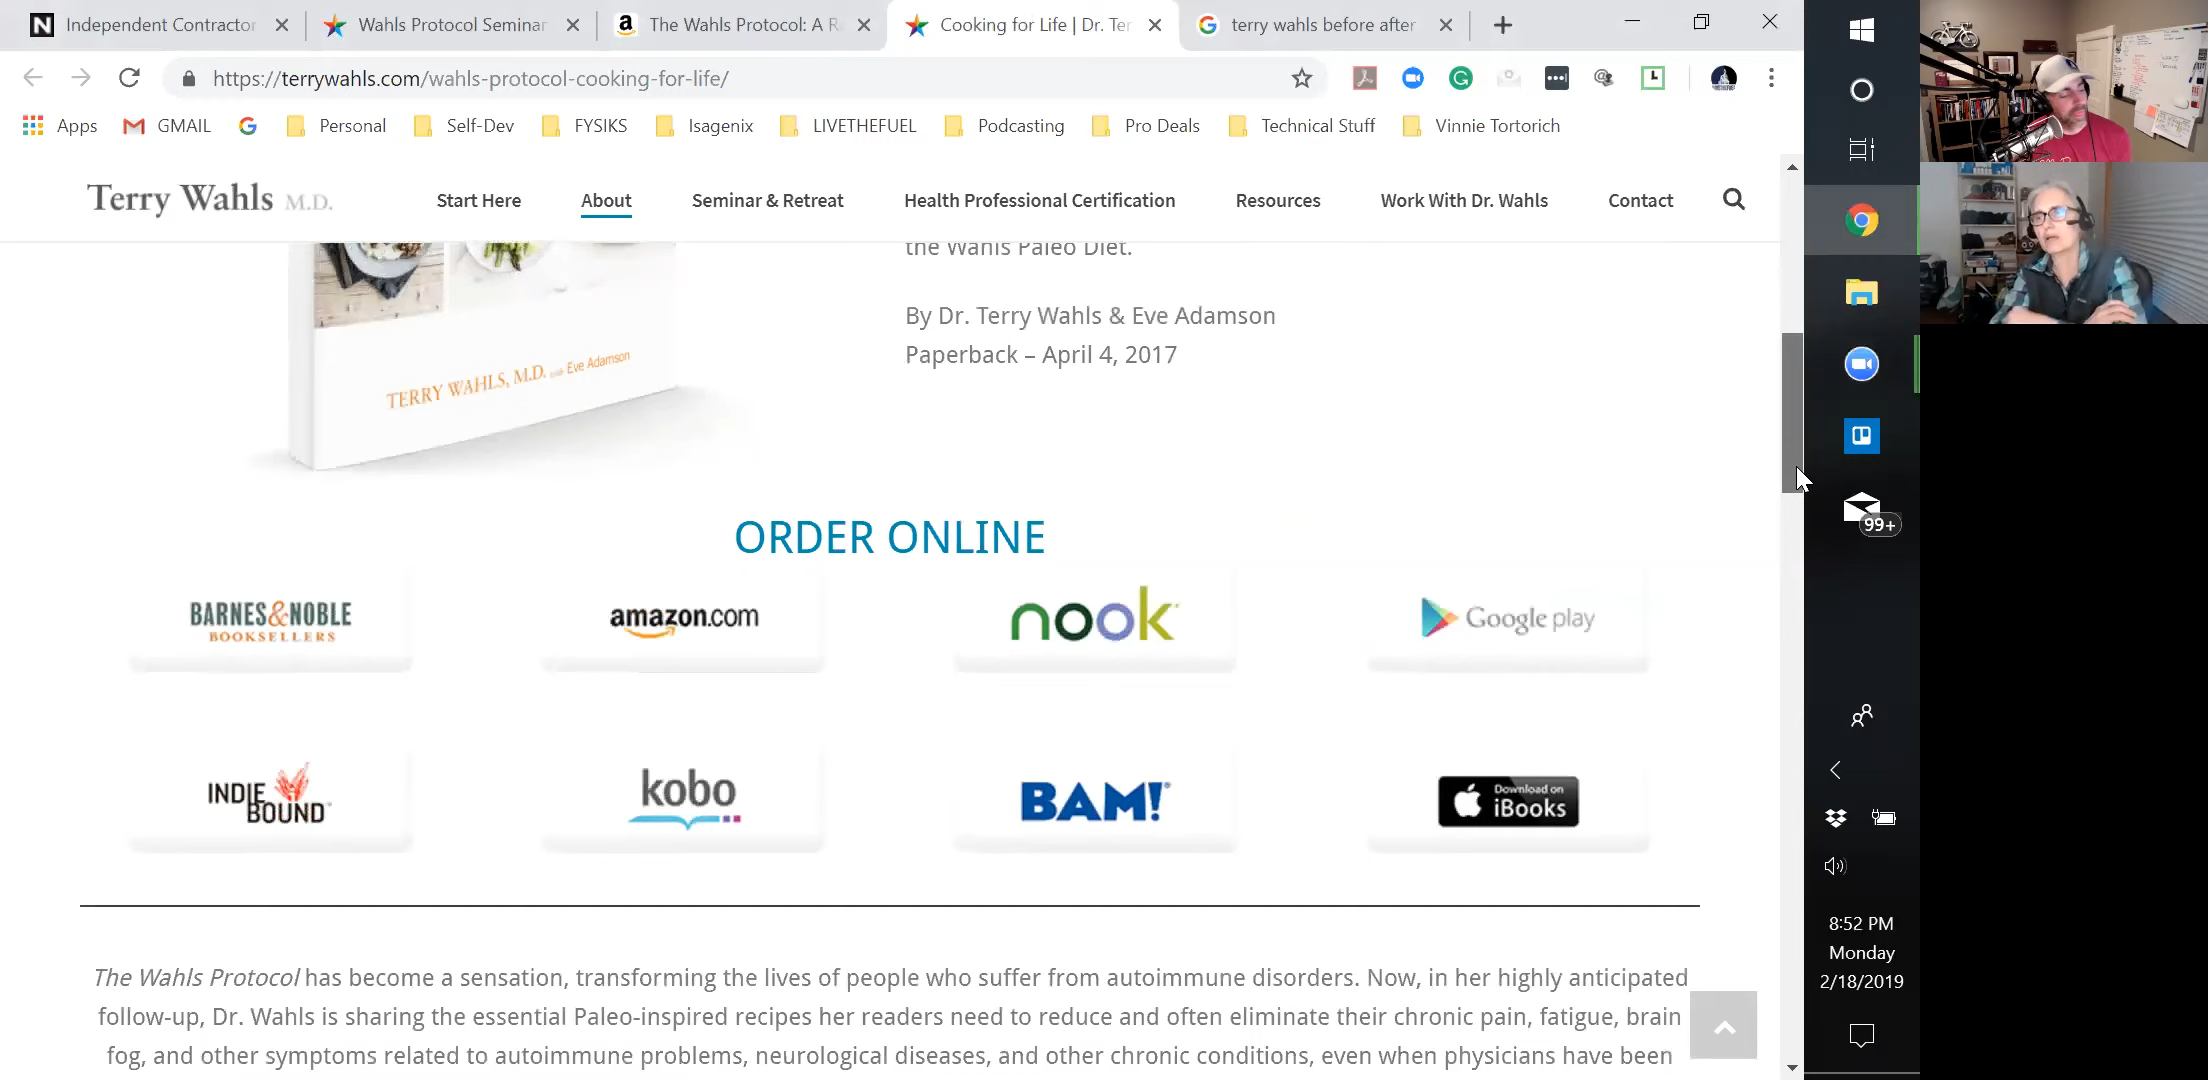 Independent Contractor
Wahls Protocol Seminar
The Wahls Protocol: A R
Cooking for Life | Dr. Ter
terry wahls before after
https://terrywahls.com/wahls-protocol-cooking-for-life/
Apps
GMAIL
Personal
Self-Dev
FYSIKS
Isagenix
LIVETHEFUEL
Podcasting
Pro Deals
Technical Stuff
Vinnie Tortorich
Terry Wahls M.D.
Start Here
About
Seminar & Retreat
Health Professional Certification
Resources
Work With Dr. Wahls
Contact
the Wahls Paleo Diet.
By Dr. Terry Wahls & Eve Adamson
Paperback – April 4, 2017
TERRY WAHLS, M.D. with Eve Adamson
ORDER ONLINE
BARNES&NOBLE
BOOKSELLERS
amazon.com
nook
Google play
INDIE
BOUND
kobo
BAM!
Download on
iBooks
The Wahls Protocol has become a sensation, transforming the lives of people who suffer from autoimmune disorders. Now, in her highly anticipated
follow-up, Dr. Wahls is sharing the essential Paleo-inspired recipes her readers need to reduce and often eliminate their chronic pain, fatigue, brain
fog, and other symptoms related to autoimmune problems, neurological diseases, and other chronic conditions, even when physicians have been
99+
8:52 PM
Monday
2/18/2019